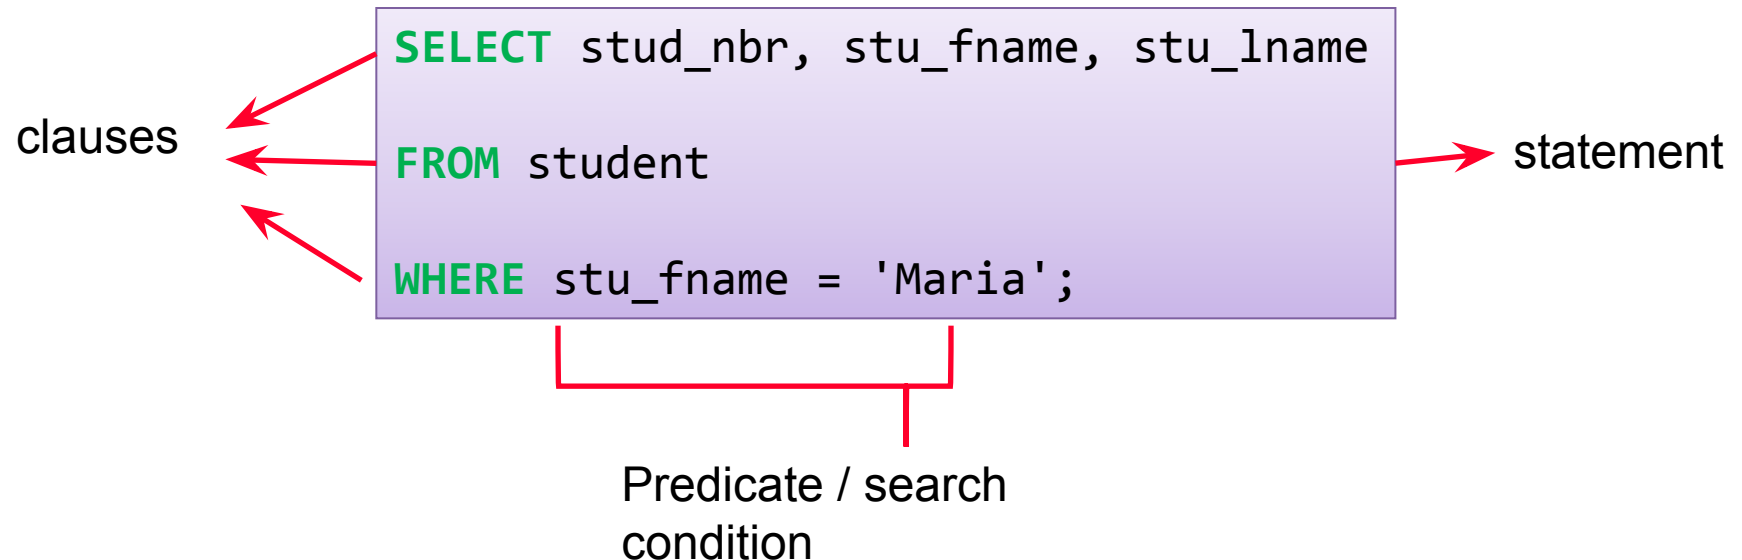 SELECT stud_nbr, stu_fname, stu_lname
clauses
FROM student
statement
WHERE stu_fname = 'Maria';
Predicate / search
condition